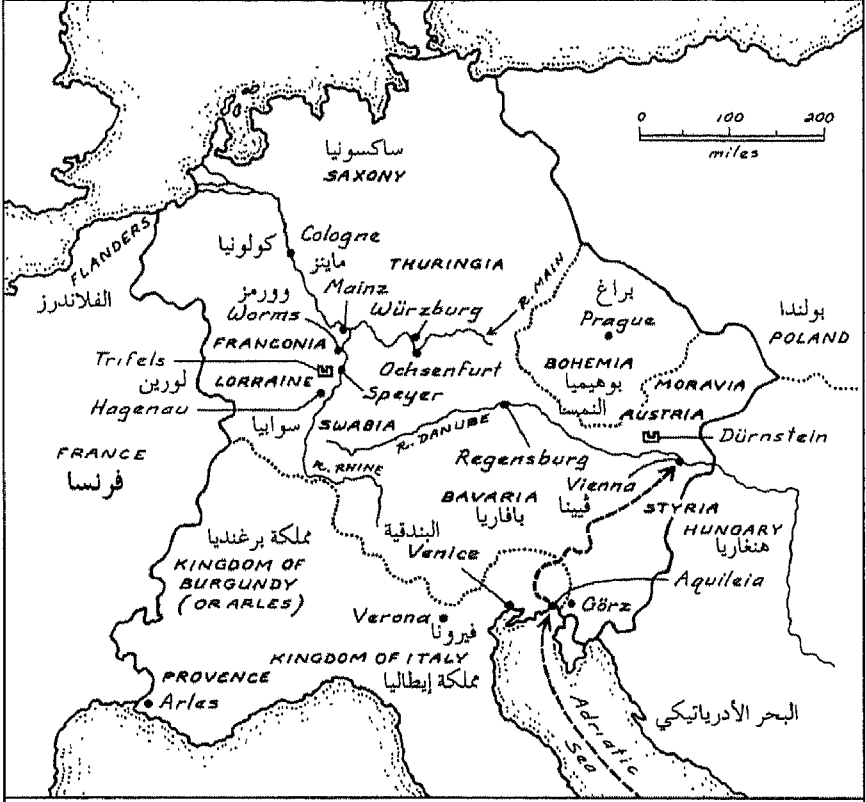 0 100 200
miles
ساكسونيا
SAXONY
FLANDERS
الفلاندرز
كولونيا
Cologne
ماينز
Mainz
THURINGIA
R. MAIN
وورمز
Worms
Würzburg
براغ
Prague
بولندا
POLAND
FRANCONIA
Trifels
Ochsenfurt
BOHEMIA
بوهيميا
MORAVIA
لورين
LORRAINE
Speyer
النمسا
AUSTRIA
Hagenau
سوابيا
SWABIA
R. DANUBE
Dürnstein
FRANCE
فرنسا
R. RHINE
Regensburg
Vienna
ڤيينا
BAVARIA
بافاريا
STYRIA
HUNGARY
هنغاريا
مملكة برغنديا
KINGDOM OF
BURGUNDY
(OR ARLES)
البندقية
Venice
Aquileia
Görz
Verona
فيرونا
KINGDOM OF ITALY
مملكة إيطاليا
PROVENCE
Arles
Adriatic
Sea
البحر الأدرياتيكي